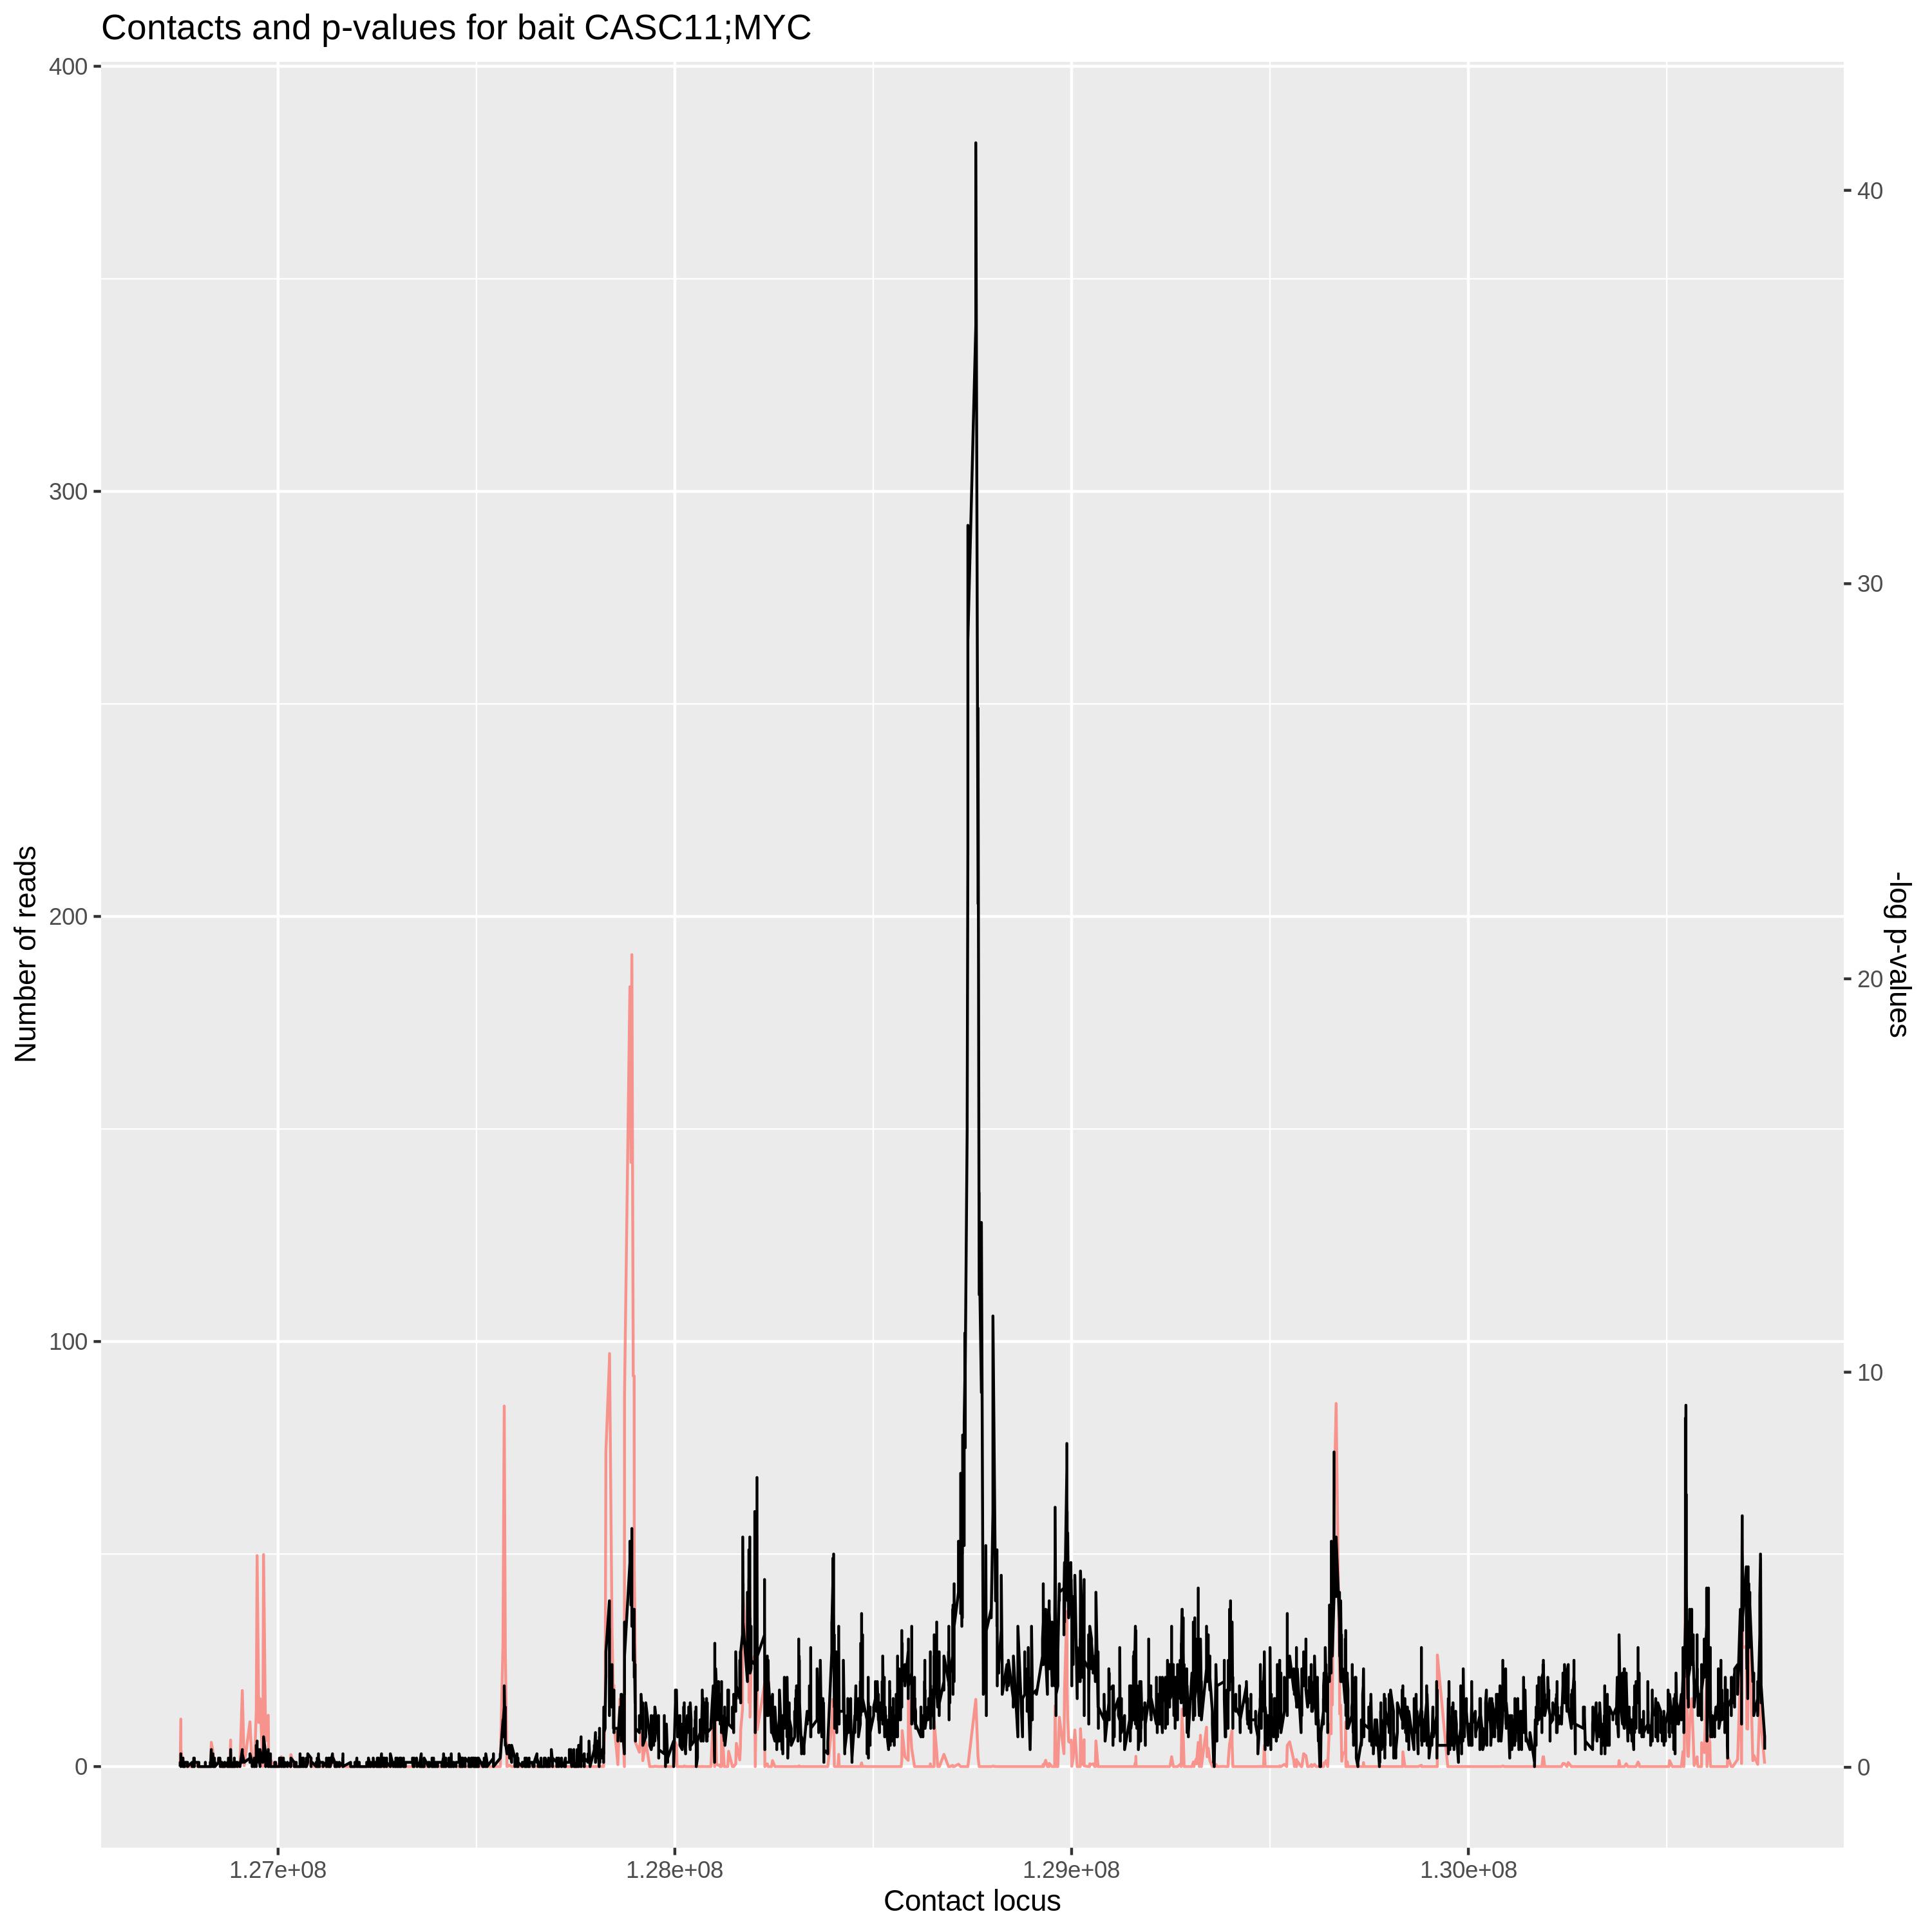 Contacts and p-values for bait CASC11;MYC
400
300
200
100
0
Number of reads
40
30
20
10
0
-log p-values
1.27e+08
1.28e+08
1.29e+08
1.30e+08
Contact locus